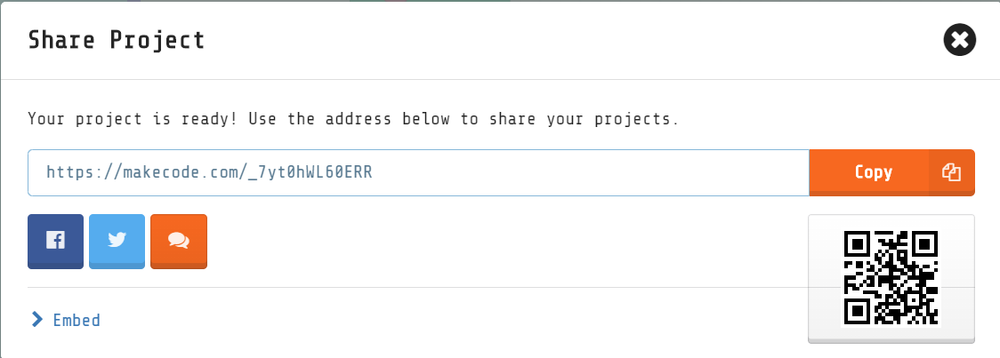 Share Project
Your project is ready! Use the address below to share your projects.
https://makecode.com/_7yt0hWL60ERR
Copy
Embed